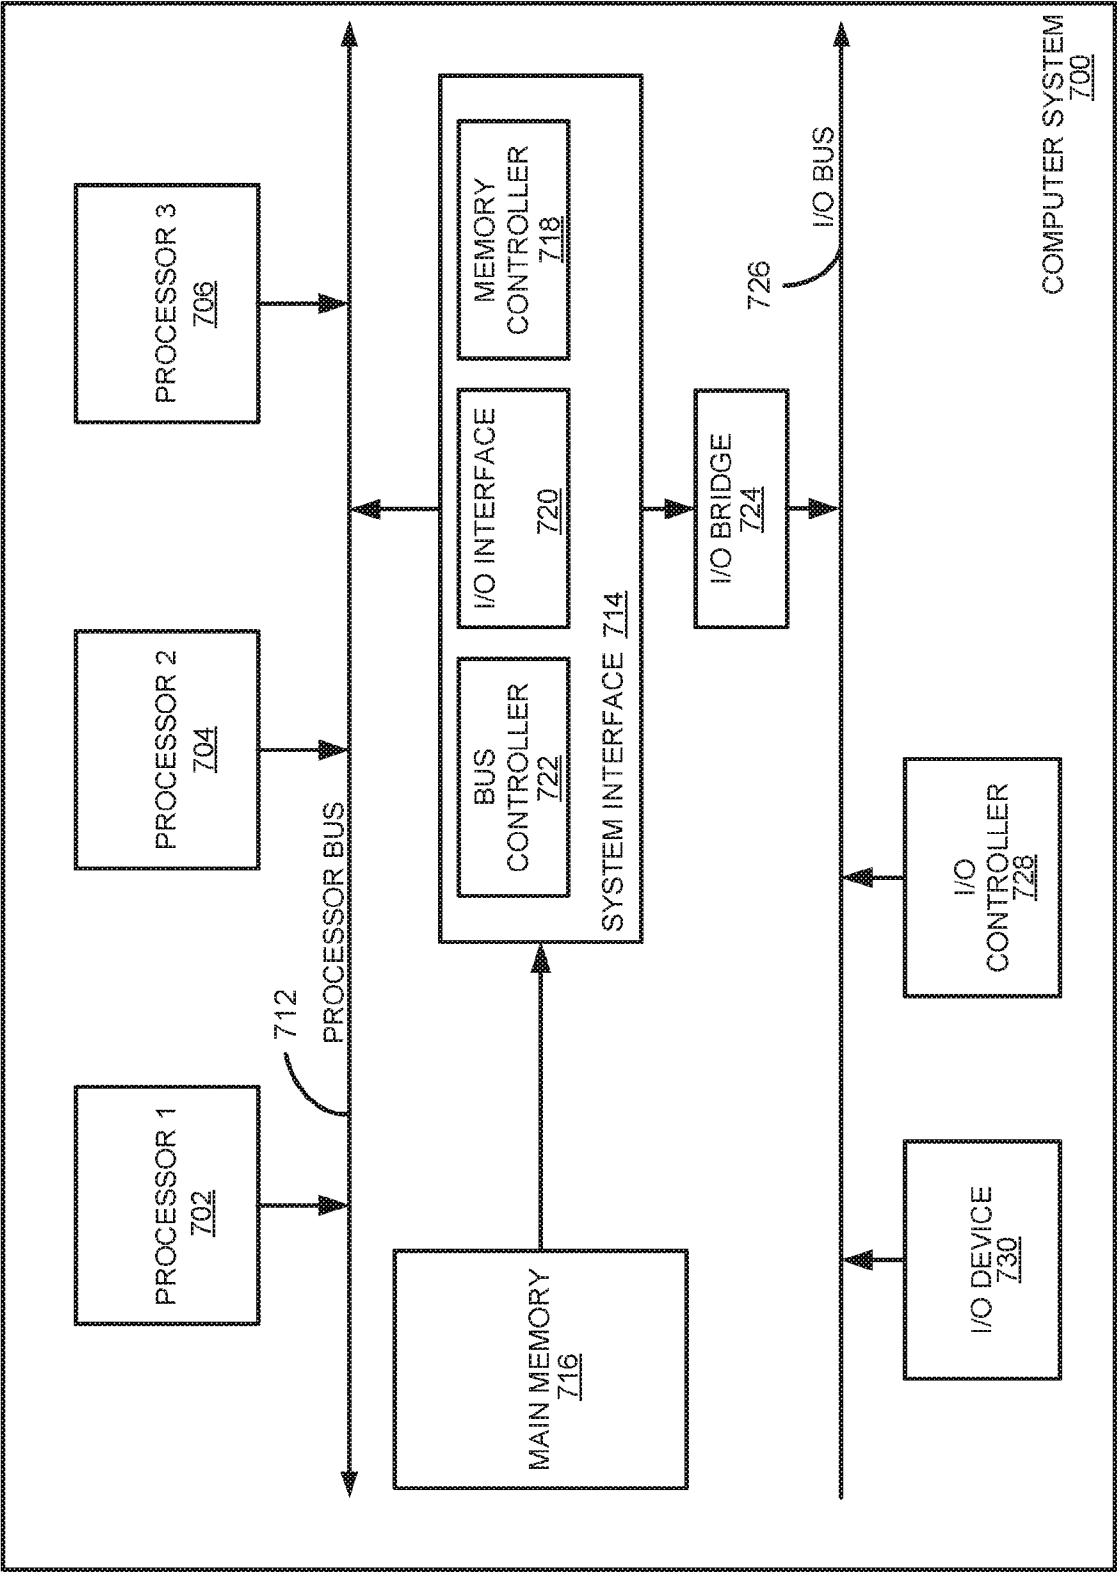 PROCESSOR 1
702
PROCESSOR 2
704
PROCESSOR 3
706
712
PROCESSOR BUS
MAIN MEMORY
716
BUS
CONTROLLER
722
I/O INTERFACE
720
MEMORY
CONTROLLER
718
SYSTEM INTERFACE 714
I/O BRIDGE
724
726
I/O BUS
I/O DEVICE
730
I/O
CONTROLLER
728
COMPUTER SYSTEM
700